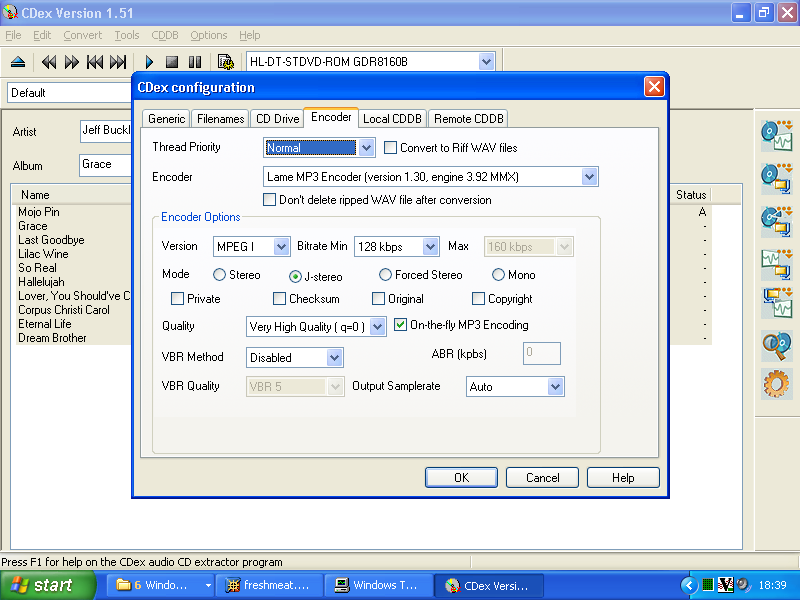 CDex Version 1.51
File Edit Convert Tools CDDB Options Help
HL-DT-STDVD-ROM GDR8160B
Default
Artist Jeff Buckl
Album Grace
Name Status
Mojo Pin A
Grace -
Last Goodbye -
Lilac Wine -
So Real -
Hallelujah -
Lover, You Should've C -
Corpus Christi Carol -
Eternal Life -
Dream Brother -
CDex configuration
Generic Filenames CD Drive Encoder Local CDDB Remote CDDB
Thread Priority Normal Convert to Riff WAV files
Encoder Lame MP3 Encoder (version 1.30, engine 3.92 MMX)
Don't delete ripped WAV file after conversion
Encoder Options
Version MPEG I Bitrate Min 128 kbps Max 160 kbps
Mode Stereo J-stereo Forced Stereo Mono
Private Checksum Original Copyright
Quality Very High Quality ( q=0 ) On-the-fly MP3 Encoding
VBR Method Disabled ABR (kpbs) 0
VBR Quality VBR 5 Output Samplerate Auto
OK Cancel Help
Press F1 for help on the CDex audio CD extractor program
start 6 Windo... freshmeat.... Windows T... CDex Versi... 18:39